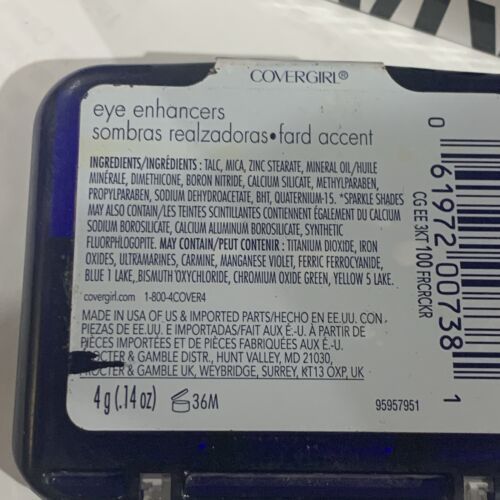 COVERGIRL®
eye enhancers
sombras realzadoras•fard accent
INGREDIENTS/INGRÉDIENTS : TALC, MICA, ZINC STEARATE, MINERAL OIL/HUILE
MINÉRALE, DIMETHICONE, BORON NITRIDE, CALCIUM SILICATE, METHYLPARABEN,
PROPYLPARABEN, SODIUM DEHYDROACETATE, BHT, QUATERNIUM-15. *SPARKLE SHADES
MAY ALSO CONTAIN/LES TEINTES SCINTILLANTES CONTIENNENT ÉGALEMENT DU CALCIUM
SODIUM BOROSILICATE, CALCIUM ALUMINUM BOROSILICATE, SYNTHETIC
FLUORPHLOGOPITE. MAY CONTAIN/PEUT CONTENIR : TITANIUM DIOXIDE, IRON
OXIDES, ULTRAMARINES, CARMINE, MANGANESE VIOLET, FERRIC FERROCYANIDE,
BLUE 1 LAKE, BISMUTH OXYCHLORIDE, CHROMIUM OXIDE GREEN, YELLOW 5 LAKE.
covergirl.com 1-800-4COVER4
MADE IN USA OF US & IMPORTED PARTS/HECHO EN EE.UU. CON
PIEZAS DE EE.UU. E IMPORTADAS/FAIT AUX É.-U. À PARTIR DE
PIÈCES IMPORTÉES ET DE PIÈCES FABRIQUÉES AUX É.-U.
PROCTER & GAMBLE DISTR., HUNT VALLEY, MD 21030,
PROCTER & GAMBLE UK, WEYBRIDGE, SURREY, KT13 OXP, UK
4 g (.14 oz) 36M
95957951
CG EE 3KT 100 FRCRCKR
0 61972 00738 1